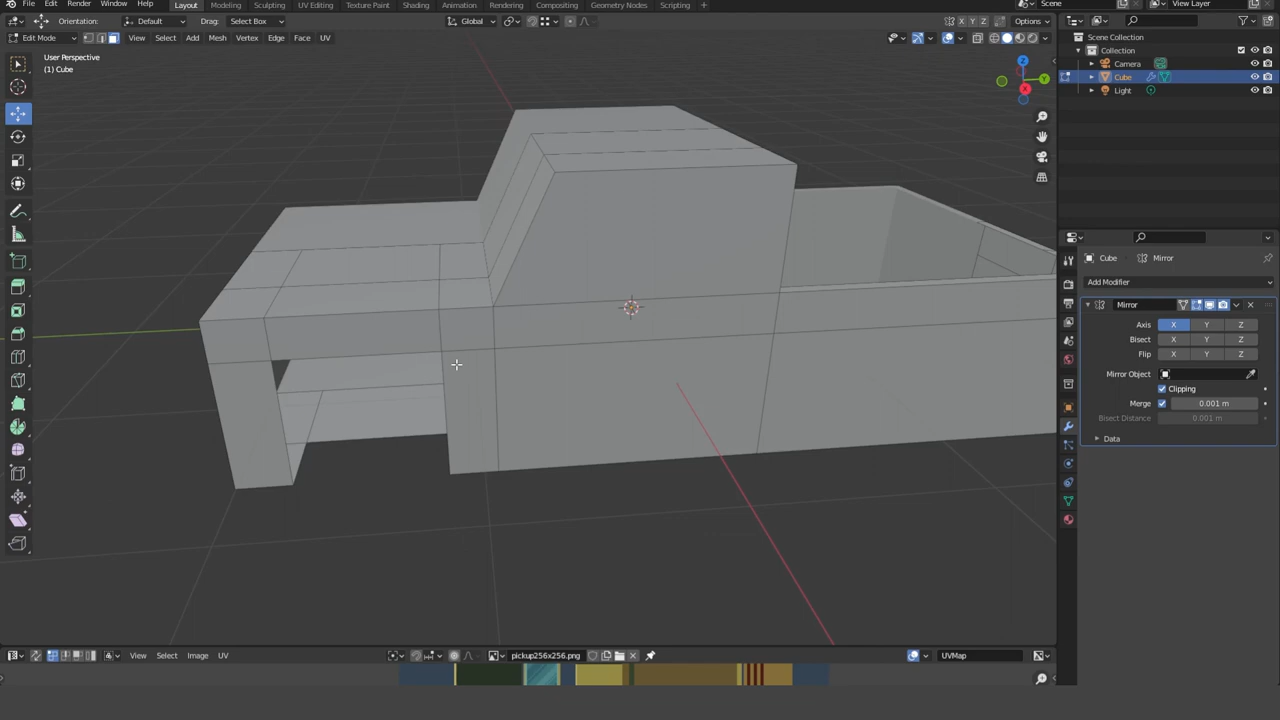 File Edit Render Window Help Layout Modeling Sculpting UV Editing Texture Paint Shading Animation Rendering Compositing Geometry Nodes Scripting Scene View Layer
Orientation: Default Drag: Select Box Global X Y Z Options
Edit Mode View Select Add Mesh Vertex Edge Face UV
User Perspective
(1) Cube
Scene Collection
Collection
Camera
Cube
Light
Z
Y
X
Cube Mirror
Add Modifier
Mirror
Axis X Y Z
Bisect X Y Z
Flip X Y Z
Mirror Object
Clipping
Merge 0.001 m
Bisect Distance 0.001 m
Data
View Select Image UV pickup256x256.png UVMap